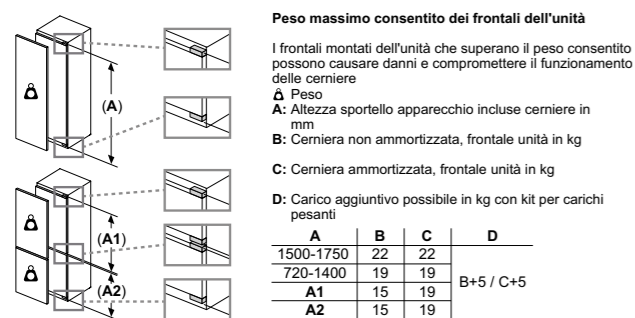 (A)
(A1)
(A2)
Peso massimo consentito dei frontali dell'unità
I frontali montati dell'unità che superano il peso consentito
possono causare danni e compromettere il funzionamento
delle cerniere
Peso
A: Altezza sportello apparecchio incluse cerniere in
mm
B: Cerniera non ammortizzata, frontale unità in kg
C: Cerniera ammortizzata, frontale unità in kg
D: Carico aggiuntivo possibile in kg con kit per carichi
pesanti
A B C D
1500-1750 22 22
720-1400 19 19
B+5 / C+5
A1 15 19
A2 15 19